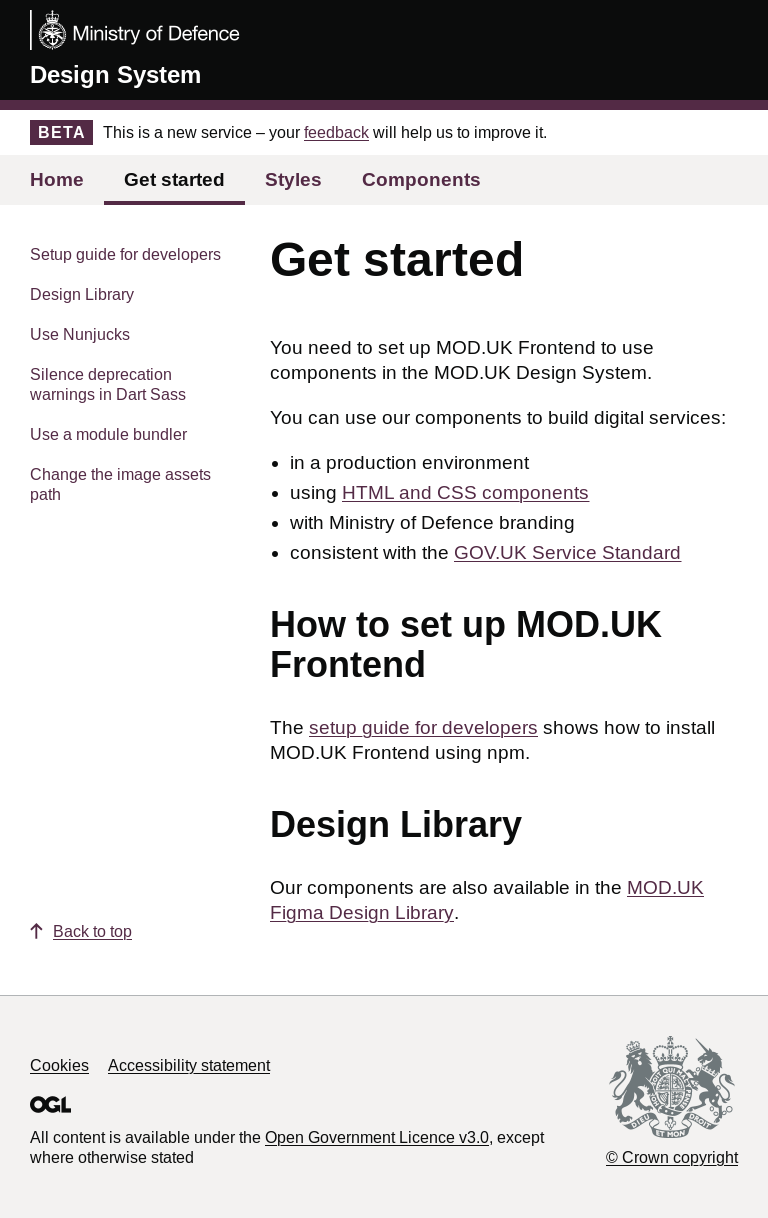 Ministry of Defence
Design System
BETA This is a new service – your feedback will help us to improve it.
Home Get started Styles Components
Setup guide for developers
Design Library
Use Nunjucks
Silence deprecation
warnings in Dart Sass
Use a module bundler
Change the image assets
path
Get started
You need to set up MOD.UK Frontend to use
components in the MOD.UK Design System.
You can use our components to build digital services:
• in a production environment
• using HTML and CSS components
• with Ministry of Defence branding
• consistent with the GOV.UK Service Standard
How to set up MOD.UK
Frontend
The setup guide for developers shows how to install
MOD.UK Frontend using npm.
Design Library
Our components are also available in the MOD.UK
Figma Design Library.
Back to top
Cookies Accessibility statement
OGL
All content is available under the Open Government Licence v3.0, except
where otherwise stated
DIEU ET MON DROIT
© Crown copyright